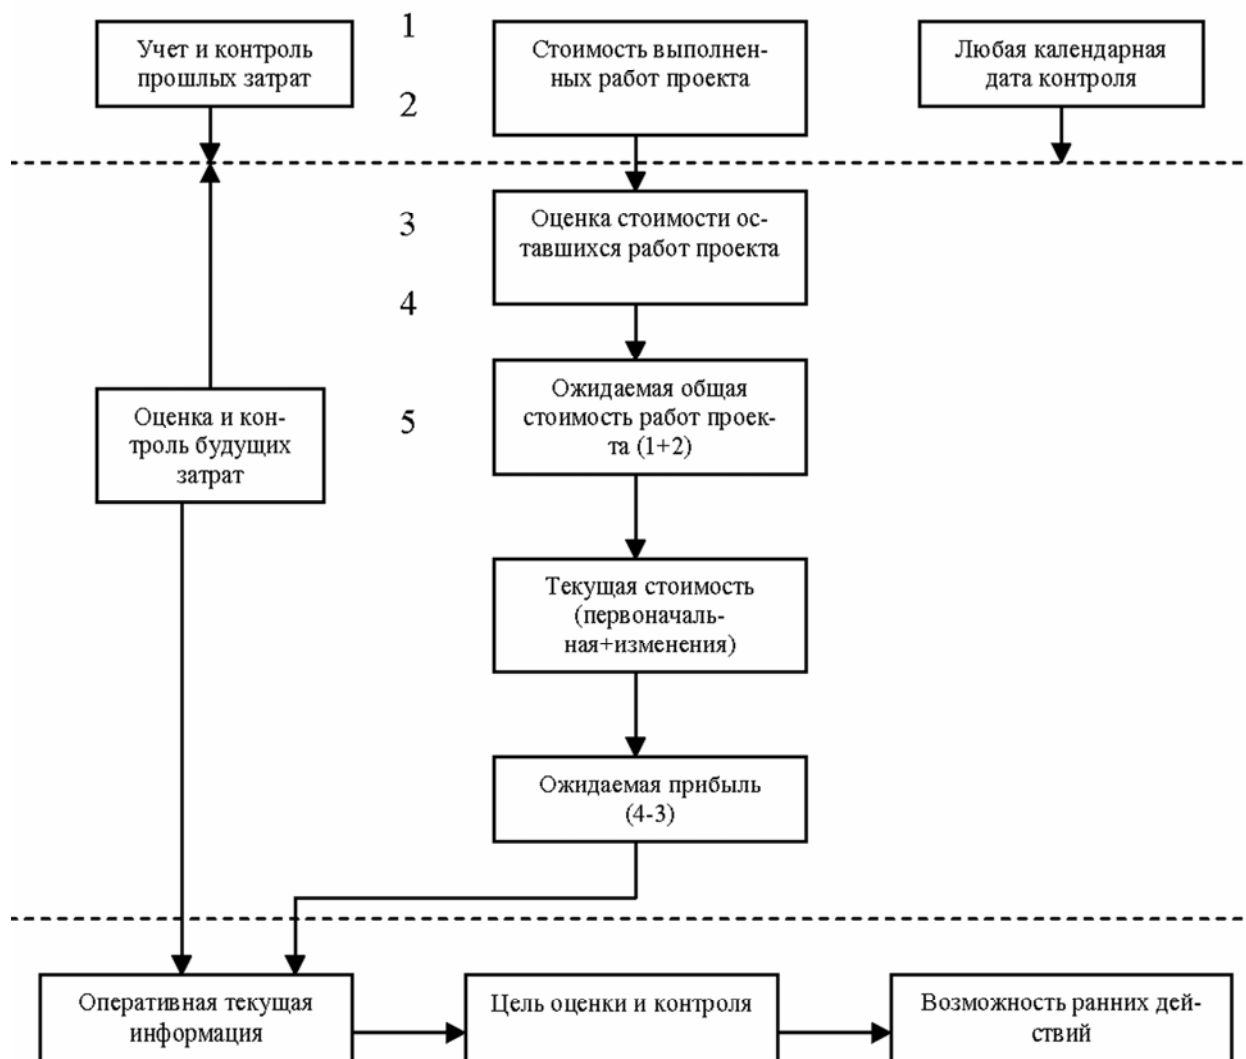 1
Учет и контроль
прошлых затрат
Стоимость выполнен-
ных работ проекта
Любая календарная
дата контроля
2
3
Оценка стоимости ос-
тавшихся работ проекта
4
Ожидаемая общая
стоимость работ проек-
та (1+2)
5
Оценка и кон-
троль будущих
затрат
Текущая стоимость
(первоначаль-
ная+изменения)
Ожидаемая прибыль
(4-3)
Оперативная текущая
информация
Цель оценки и контроля
Возможность ранних дей-
ствий